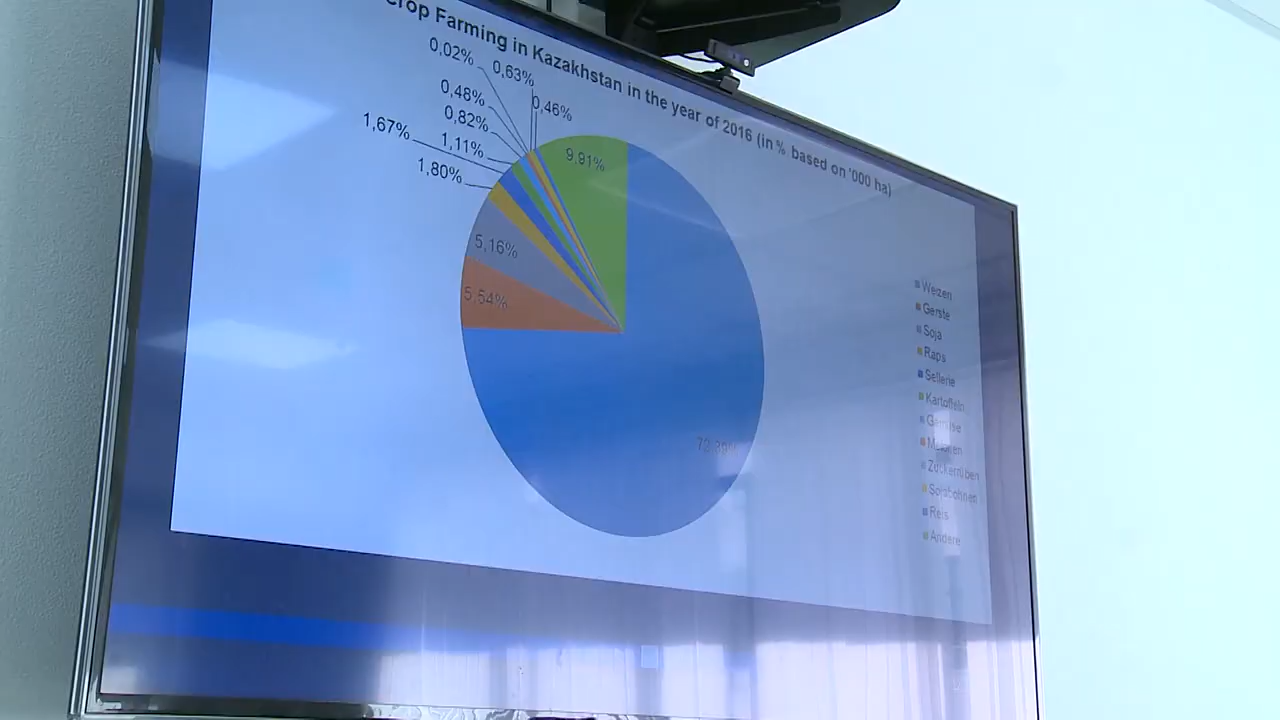 Crop Farming in Kazakhstan in the year of 2016 (in % based on '000 ha)
0,02%
0,63%
0,48%
0,46%
0,82%
1,67%
1,11%
1,80%
9,91%
5,16%
5,54%
Weizen
Gerste
Soja
Raps
Sellerie
Kartoffeln
Zuckerrüben
Sojabohnen
Reis
Andere